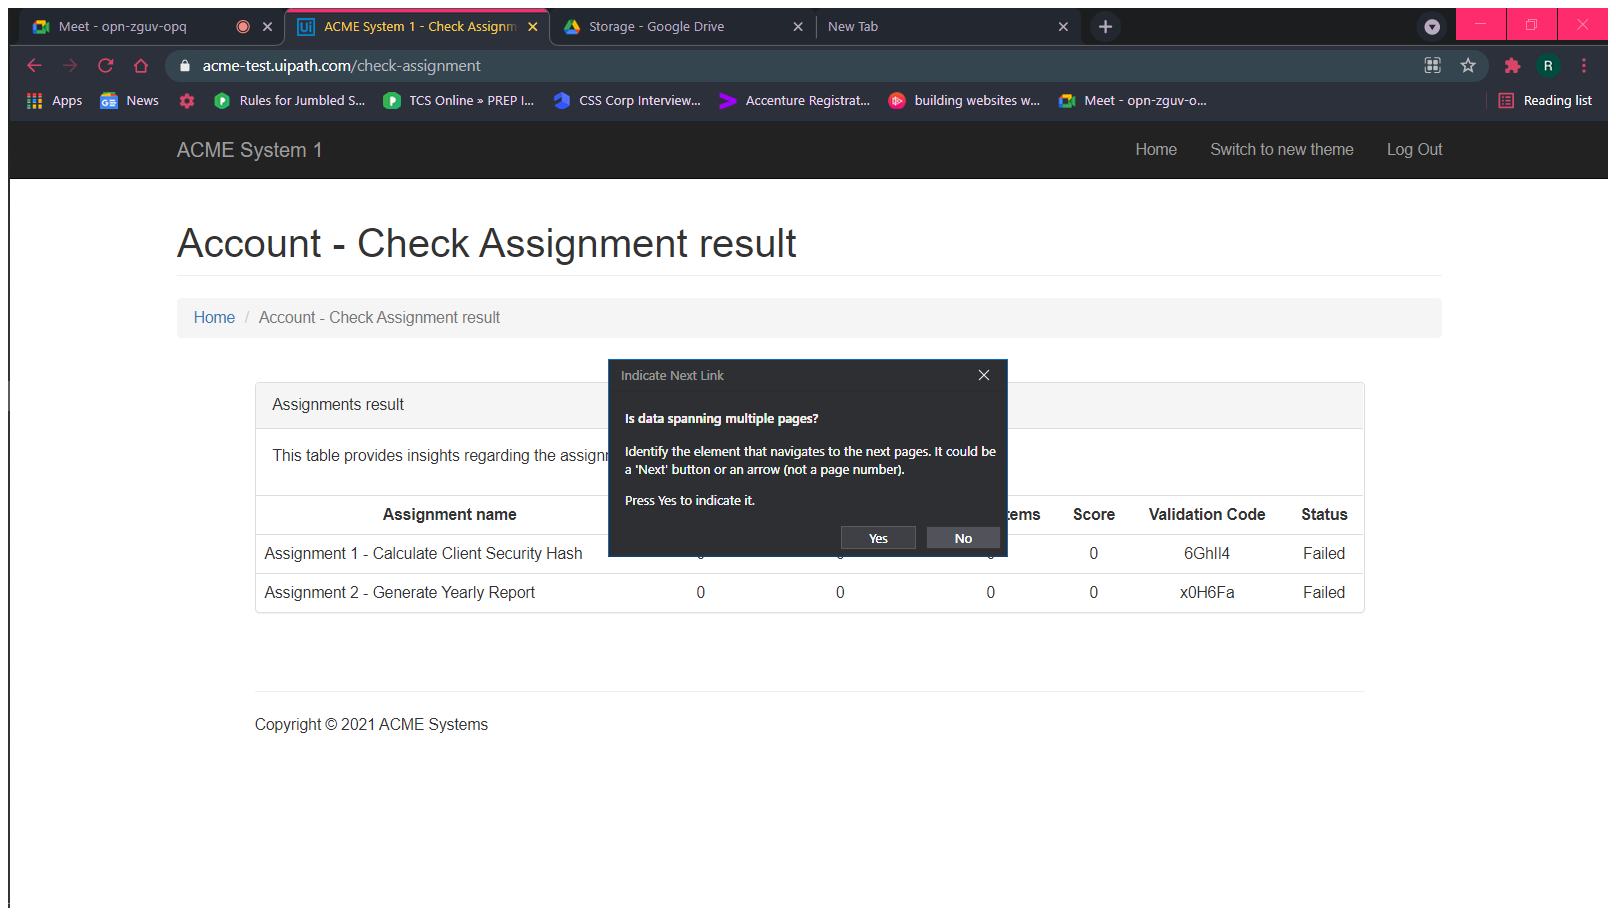 Meet - opn-zguv-opq
ACME System 1 - Check Assignm
Storage - Google Drive
New Tab
acme-test.uipath.com/check-assignment
Apps
News
Rules for Jumbled S...
TCS Online » PREP I...
CSS Corp Interview...
Accenture Registrat...
building websites w...
Meet - opn-zguv-o...
Reading list
ACME System 1
Home
Switch to new theme
Log Out
Account - Check Assignment result
Home / Account - Check Assignment result
Indicate Next Link
Is data spanning multiple pages?
Identify the element that navigates to the next pages. It could be
a 'Next' button or an arrow (not a page number).
Press Yes to indicate it.
Yes
No
Assignments result
This table provides insights regarding the assignr
Assignment name tems Score Validation Code Status
Assignment 1 - Calculate Client Security Hash 0 6GhIl4 Failed
Assignment 2 - Generate Yearly Report 0 0 0 0 x0H6Fa Failed
Copyright © 2021 ACME Systems